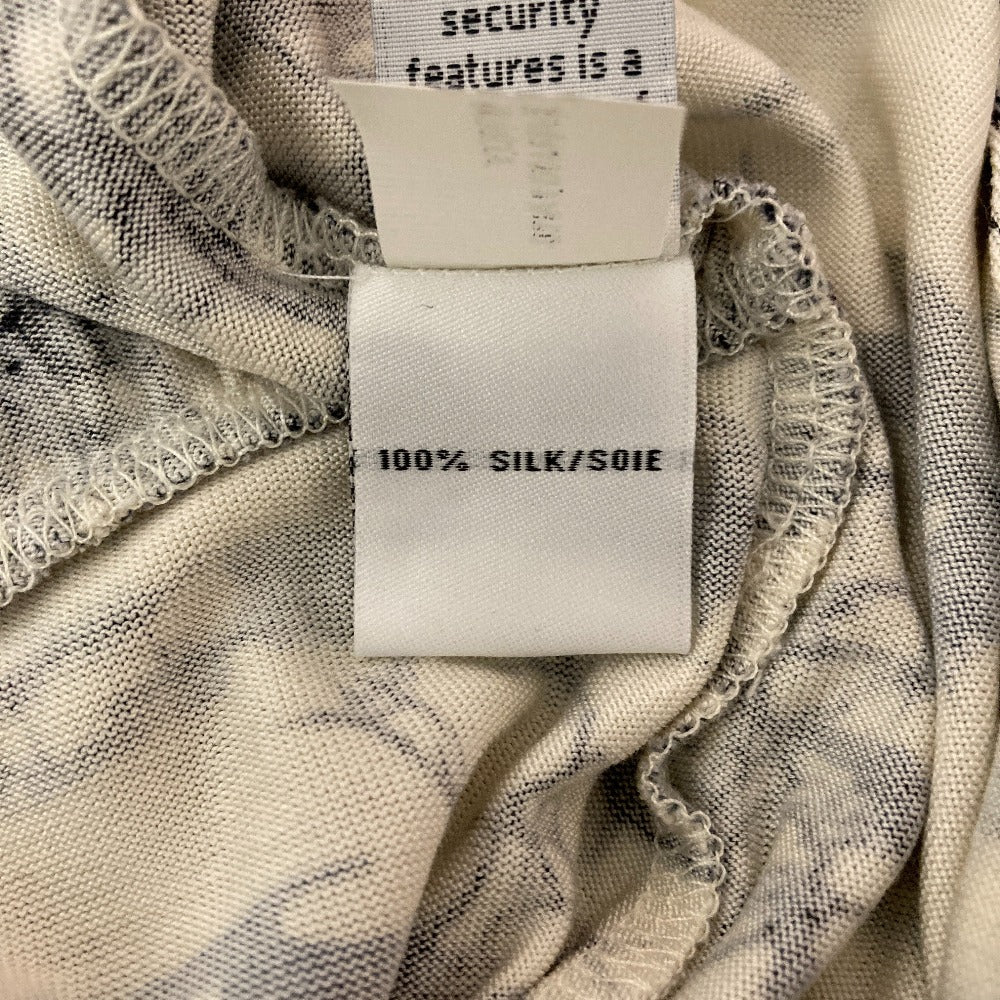 security
features is a
100% SILK/SOIE